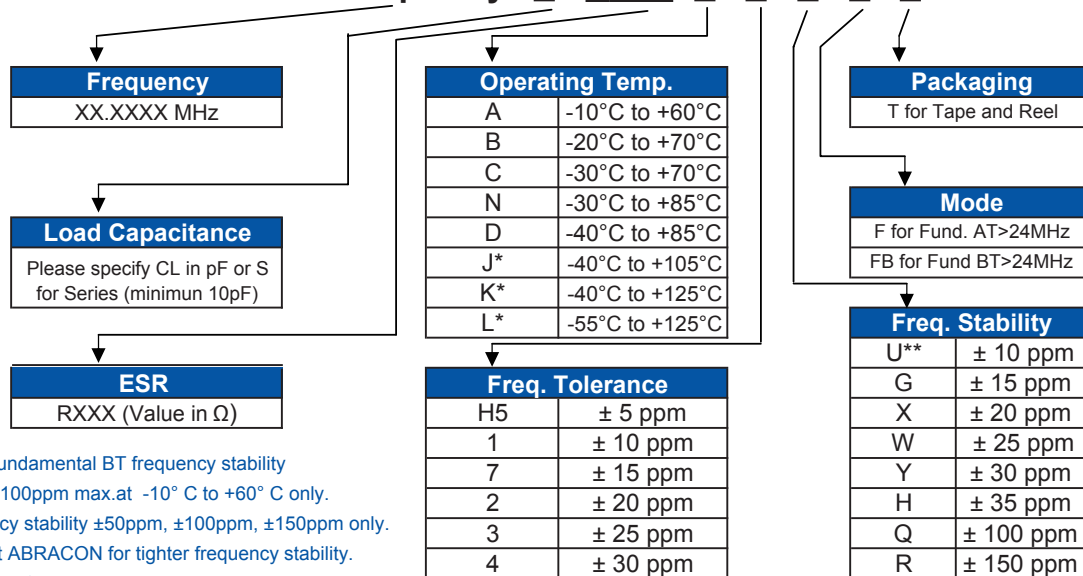 Frequency
XX.XXXX MHz
Load Capacitance
Please specify CL in pF or S
for Series (minimun 10pF)
ESR
RXXX (Value in Ω)
undamental BT frequency stability
100ppm max.at -10° C to +60° C only.
cy stability ±50ppm, ±100ppm, ±150ppm only.
ABRACON for tighter frequency stability.
Operating Temp.
A -10°C to +60°C
B -20°C to +70°C
C -30°C to +70°C
N -30°C to +85°C
D -40°C to +85°C
J* -40°C to +105°C
K* -40°C to +125°C
L* -55°C to +125°C
Freq. Tolerance
H5 ± 5 ppm
1 ± 10 ppm
7 ± 15 ppm
2 ± 20 ppm
3 ± 25 ppm
4 ± 30 ppm
Packaging
T for Tape and Reel
Mode
F for Fund. AT>24MHz
FB for Fund BT>24MHz
Freq. Stability
U** ± 10 ppm
G ± 15 ppm
X ± 20 ppm
W ± 25 ppm
Y ± 30 ppm
H ± 35 ppm
Q ± 100 ppm
R ± 150 ppm